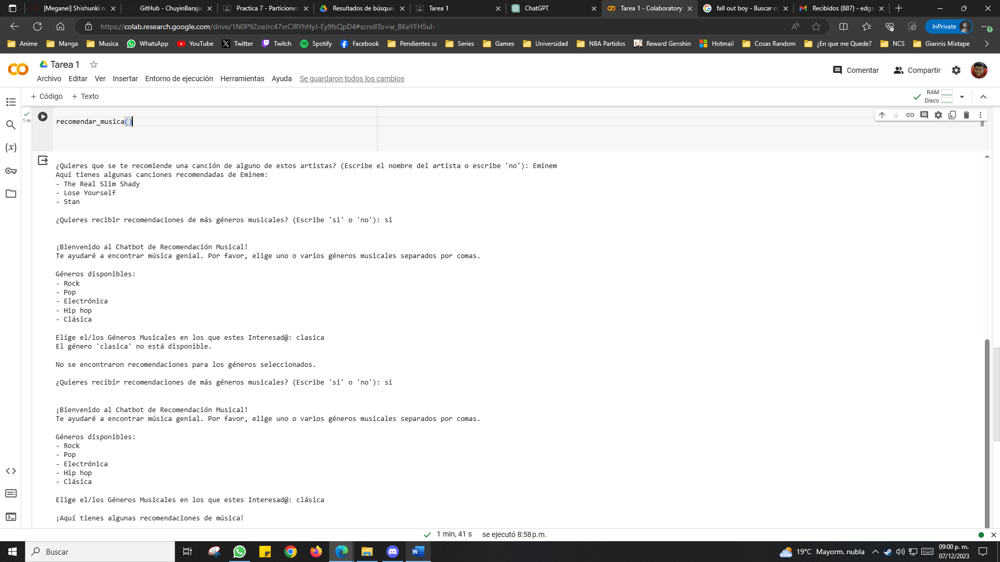 [Meganei] Shishunki no
GitHub - ChuyinBaraja
Practica 7 - Particiones
Resultados de búsqued
Tarea 1
ChatGPT
Tarea 1 - Colaboratory
fall out boy - Buscar co
Recibidos (887) - edga
https://colab.research.google.com/drive/1N0P9ZoeJrc47vrClRYhHyJ-Ey9fsQpD4#scrollTo=w_BKeYFH5uI-
InPrivate
Anime
Manga
Musica
WhatsApp
YouTube
Twitter
Twitch
Spotify
Facebook
Pendientes :u
Series
Games
Universidad
NBA Partidos
Reward Genshin
Hotmail
Cosas Random
¿En que me Quede?
NCS
Giannis Mixtape
Tarea 1
Comentar
Compartir
Archivo Editar Ver Insertar Entorno de ejecución Herramientas Ayuda Se guardaron todos los cambios
+ Código + Texto
RAM
Disco
1 m
recomendar_musica()
¿Quieres que se te recomiende una canción de alguno de estos artistas? (Escribe el nombre del artista o escribe 'no'): Eminem
Aquí tienes algunas canciones recomendadas de Eminem:
- The Real Slim Shady
- Lose Yourself
- Stan
¿Quieres recibir recomendaciones de más géneros musicales? (Escribe 'si' o 'no'): si
¡Bienvenido al Chatbot de Recomendación Musical!
Te ayudaré a encontrar música genial. Por favor, elige uno o varios géneros musicales separados por comas.
Géneros disponibles:
- Rock
- Pop
- Electrónica
- Hip hop
- Clásica
Elige el/los Géneros Musicales en los que estes Interesad@: clasica
El género 'clasica' no está disponible.
No se encontraron recomendaciones para los géneros seleccionados.
¿Quieres recibir recomendaciones de más géneros musicales? (Escribe 'si' o 'no'): si
¡Bienvenido al Chatbot de Recomendación Musical!
Te ayudaré a encontrar música genial. Por favor, elige uno o varios géneros musicales separados por comas.
Géneros disponibles:
- Rock
- Pop
- Electrónica
- Hip hop
- Clásica
Elige el/los Géneros Musicales en los que estes Interesad@: clásica
¡Aquí tienes algunas recomendaciones de música!
1 min, 41 s se ejecutó 8:58 p.m.
Buscar
19°C Mayorm. nubla
09:00 p. m.
07/12/2023